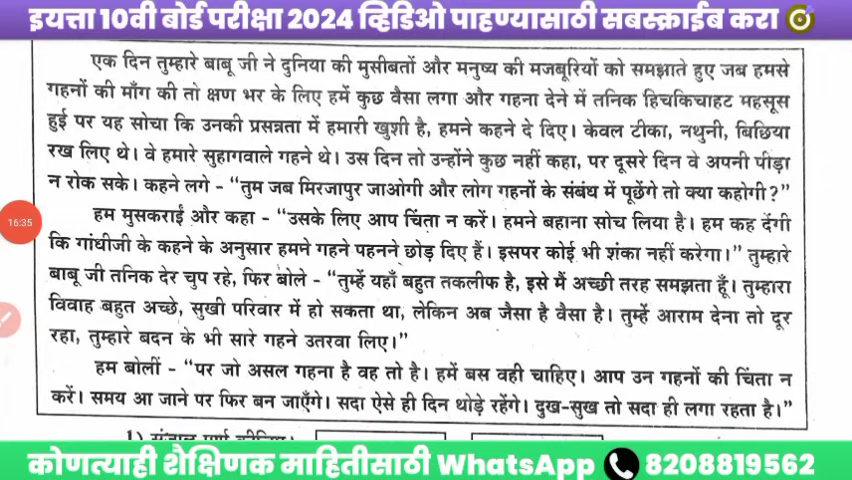 इयत्ता 10वी बोर्ड परीक्षा 2024 व्हिडिओ पाहण्यासाठी सबस्क्राईब करा
एक दिन तुम्हारे बाबू जी ने दुनिया की मुसीबतों और मनुष्य की मजबूरियों को समझाते हुए जब हमसे
गहनों की माँग की तो क्षण भर के लिए हमें कुछ वैसा लगा और गहना देने में तनिक हिचकिचाहट महसूस
हुई पर यह सोचा कि उनकी प्रसन्नता में हमारी खुशी है, हमने कहने दे दिए। केवल टीका, नथुनी, बिछिया
रख लिए थे। वे हमारे सुहागवाले गहने थे। उस दिन तो उन्होंने कुछ नहीं कहा, पर दूसरे दिन वे अपनी पीड़ा
न रोक सके। कहने लगे - “तुम जब मिरजापुर जाओगी और लोग गहनों के संबंध में पूछेंगे तो क्या कहोगी?”
16:35
हम मुसकराईं और कहा - “उसके लिए आप चिंता न करें। हमने बहाना सोच लिया है। हम कह देंगी
कि गांधीजी के कहने के अनुसार हमने गहने पहनने छोड़ दिए हैं। इसपर कोई भी शंका नहीं करेगा।” तुम्हारे
बाबू जी तनिक देर चुप रहे, फिर बोले - “तुम्हें यहाँ बहुत तकलीफ है, इसे मैं अच्छी तरह समझता हूँ। तुम्हारा
विवाह बहुत अच्छे, सुखी परिवार में हो सकता था, लेकिन अब जैसा है वैसा है। तुम्हें आराम देना तो दूर
रहा, तुम्हारे बदन के भी सारे गहने उतरवा लिए।”
हम बोलीं - “पर जो असल गहना है वह तो है। हमें बस वही चाहिए। आप उन गहनों की चिंता न
करें। समय आ जाने पर फिर बन जाएँगे। सदा ऐसे ही दिन थोड़े रहेंगे। दुख-सुख तो सदा ही लगा रहता है।”
कोणत्याही शैक्षिणक माहितीसाठी WhatsApp 8208819562